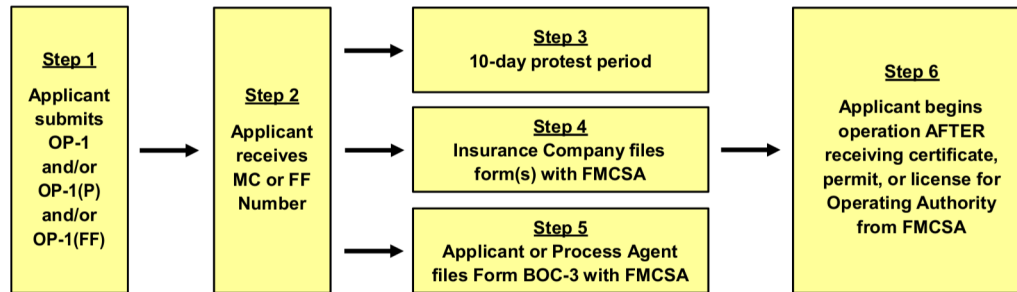 Step 1
Applicant
submits
OP-1
and/or
OP-1(P)
and/or
OP-1(FF)
Step 2
Applicant
receives
MC or FF
Number
Step 3
10-day protest period
Step 4
Insurance Company files
form(s) with FMCSA
Step 5
Applicant or Process Agent
files Form BOC-3 with FMCSA
Step 6
Applicant begins
operation AFTER
receiving certificate,
permit, or license for
Operating Authority
from FMCSA